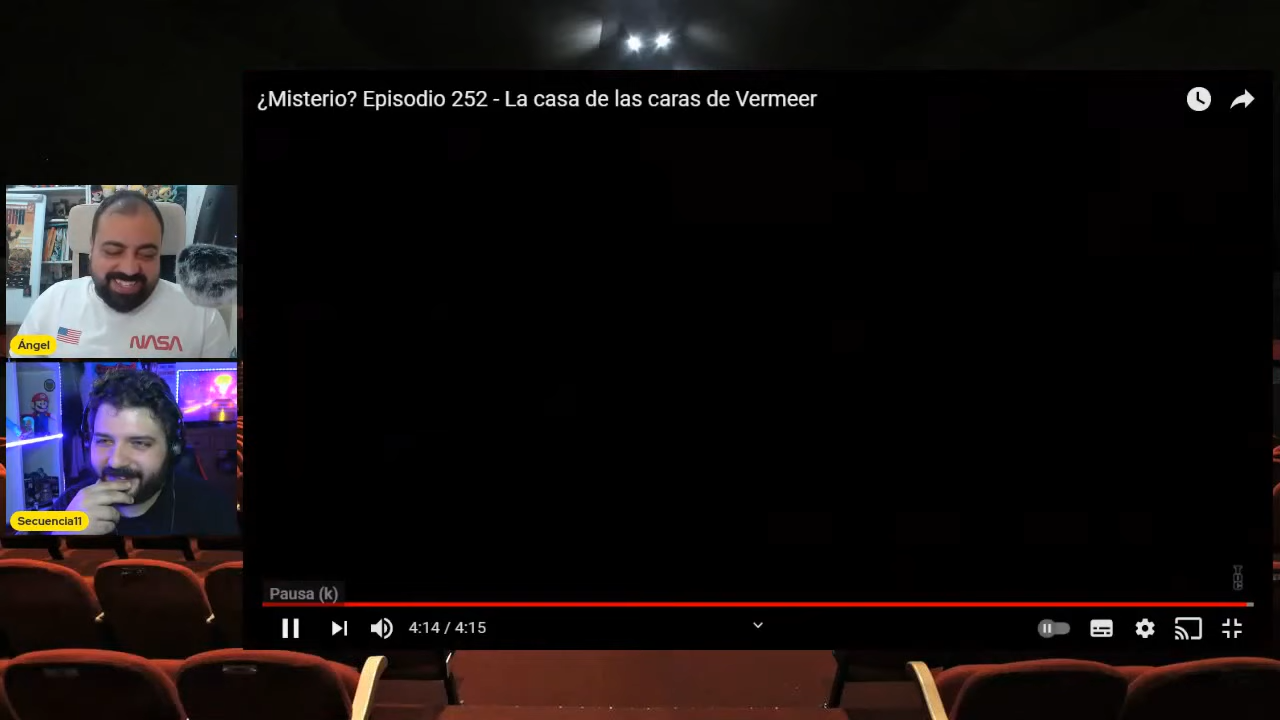 ¿Misterio? Episodio 252 - La casa de las caras de Vermeer
NASA
Ángel
Secuencia11
Pausa (k)
4:14 / 4:15